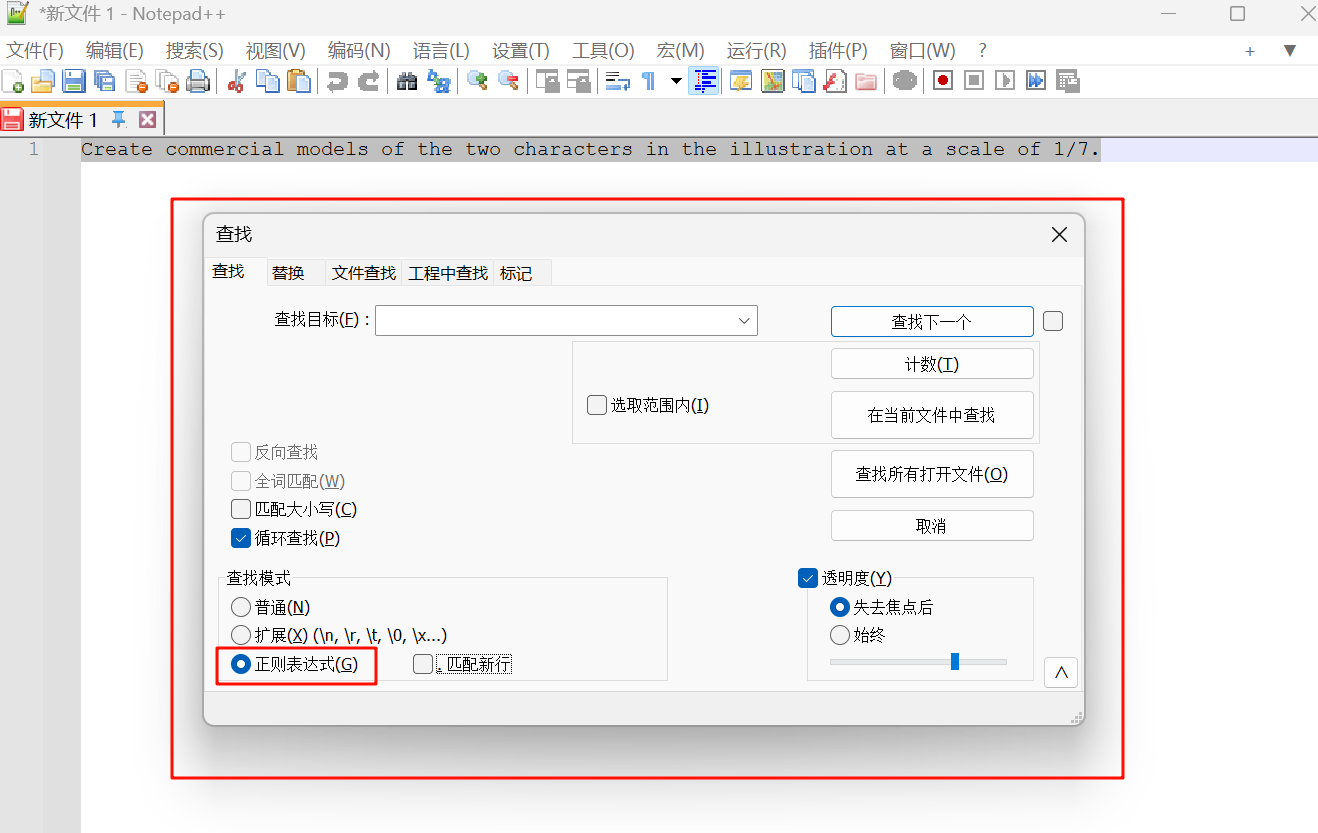 *新文件 1 - Notepad++
文件(F) 编辑(E) 搜索(S) 视图(V) 编码(N) 语言(L) 设置(T) 工具(O) 宏(M) 运行(R) 插件(P) 窗口(W) ? + ▼
新文件 1
1 Create commercial models of the two characters in the illustration at a scale of 1/7.
查找
查找 替换 文件查找 工程中查找 标记
查找目标(F) : 查找下一个
计数(T)
选取范围内(I)
在当前文件中查找
反向查找
查找所有打开文件(O)
全词匹配(W)
匹配大小写(C)
取消
循环查找(P)
查找模式 透明度(Y)
普通(N) 失去焦点后
扩展(X) (\n, \r, \t, \0, \x...) 始终
正则表达式(G) . 匹配新行